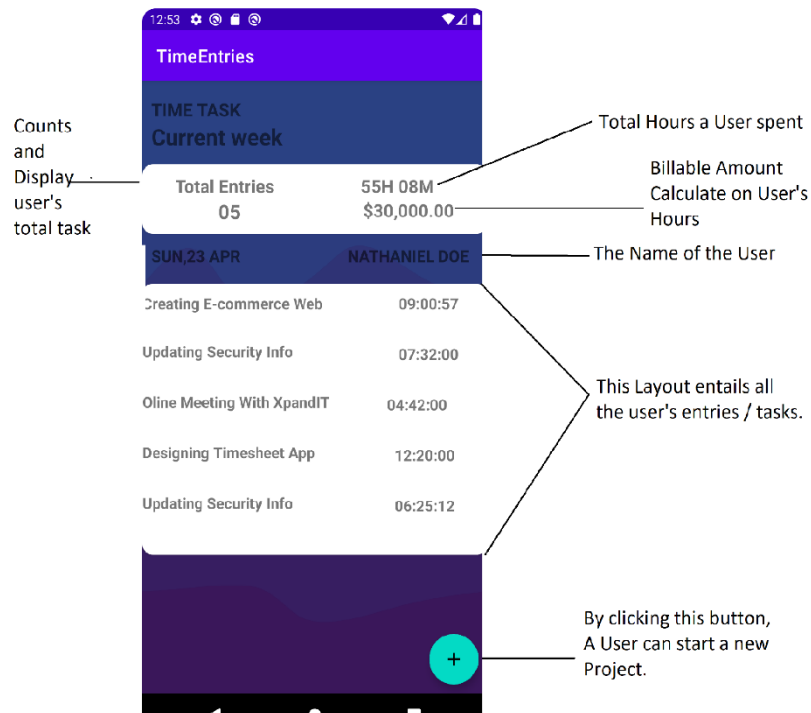 12:53
TimeEntries
TIME TASK
Current week
Total Entries 55H 08M
05 $30,000.00
SUN,23 APR NATHANIEL DOE
Creating E-commerce Web 09:00:57
Updating Security Info 07:32:00
Oline Meeting With XpandIT 04:42:00
Designing Timesheet App 12:20:00
Updating Security Info 06:25:12
+
Counts
and
Display
user's
total task
Total Hours a User spent
Billable Amount
Calculate on User's
Hours
The Name of the User
This Layout entails all
the user's entries / tasks.
By clicking this button,
A User can start a new
Project.